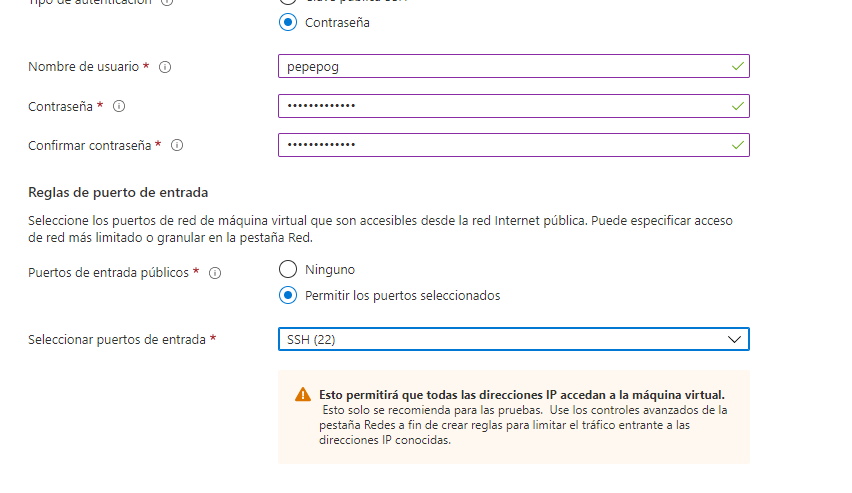 Tipo de autenticación
Contraseña
Nombre de usuario *
pepepog
Contraseña *
•••••••••••••
Confirmar contraseña *
•••••••••••••
Reglas de puerto de entrada
Seleccione los puertos de red de máquina virtual que son accesibles desde la red Internet pública. Puede especificar acceso
de red más limitado o granular en la pestaña Red.
Puertos de entrada públicos *
Ninguno
Permitir los puertos seleccionados
Seleccionar puertos de entrada *
SSH (22)
Esto permitirá que todas las direcciones IP accedan a la máquina virtual.
Esto solo se recomienda para las pruebas. Use los controles avanzados de la
pestaña Redes a fin de crear reglas para limitar el tráfico entrante a las
direcciones IP conocidas.